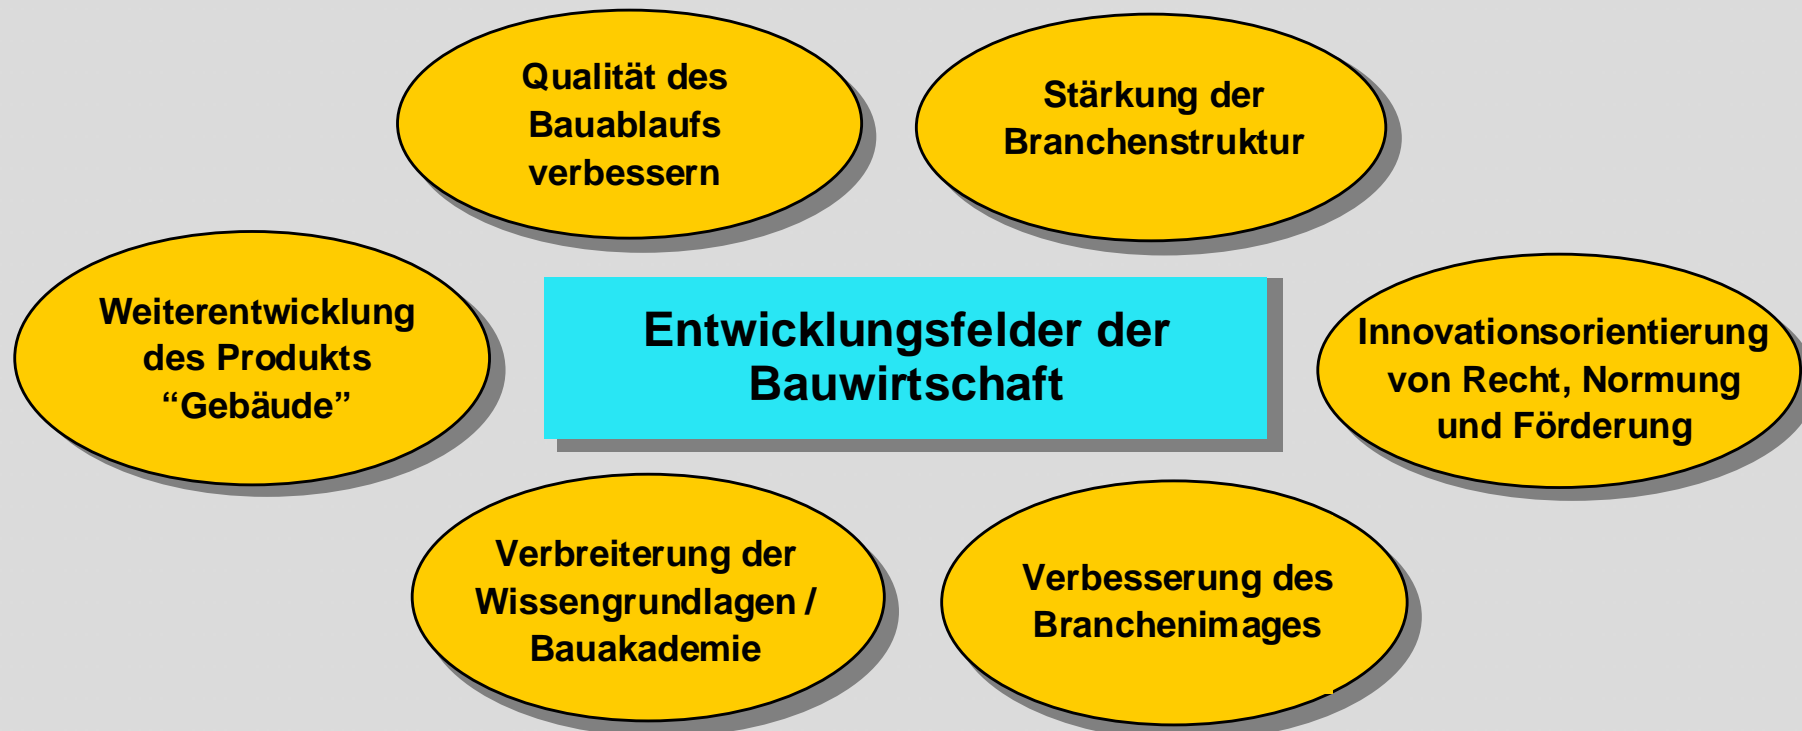 Qualität des
Bauablaufs
verbessern
Stärkung der
Branchenstruktur
Weiterentwicklung
des Produkts
“Gebäude”
Entwicklungsfelder der
Bauwirtschaft
Innovationsorientierung
von Recht, Normung
und Förderung
Verbreiterung der
Wissengrundlagen /
Bauakademie
Verbesserung des
Branchenimages